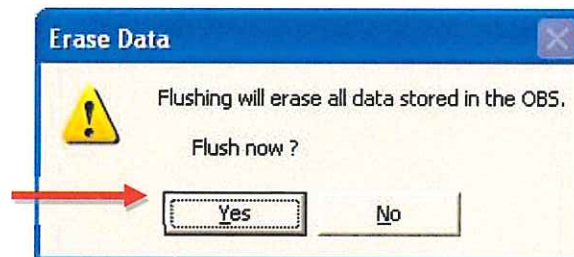 Erase Data
Flushing will erase all data stored in the OBS.
Flush now ?
Yes No